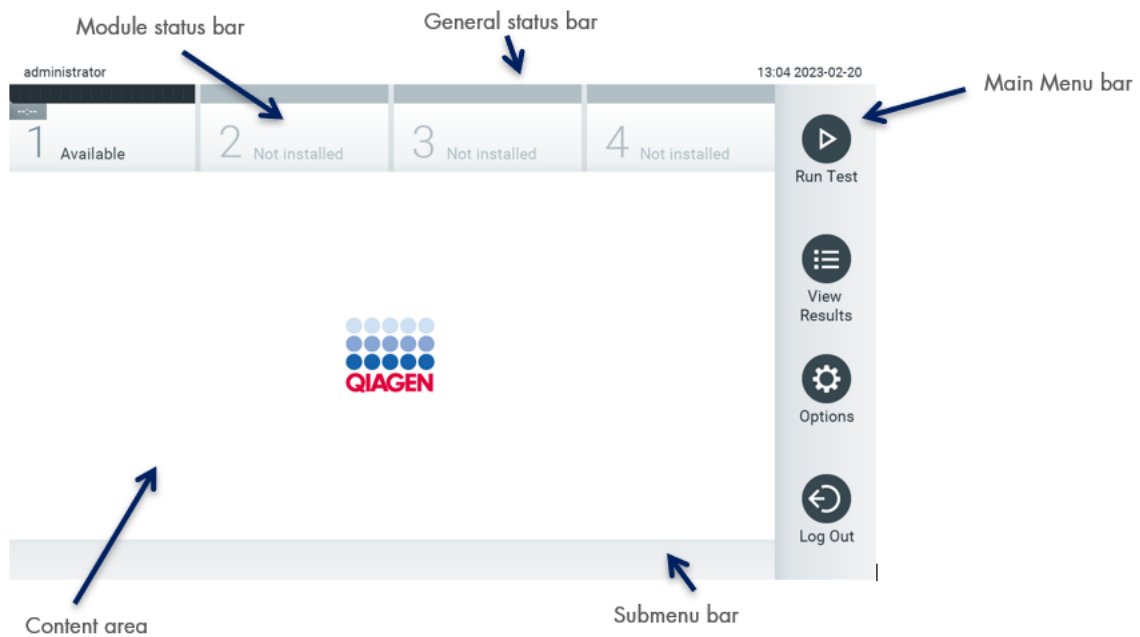 Module status bar
General status bar
administrator
13:04 2023-02-20
Main Menu bar
--:--
1 Available
2 Not installed
3 Not installed
4 Not installed
Run Test
View
Results
QIAGEN
Options
Log Out
Content area
Submenu bar